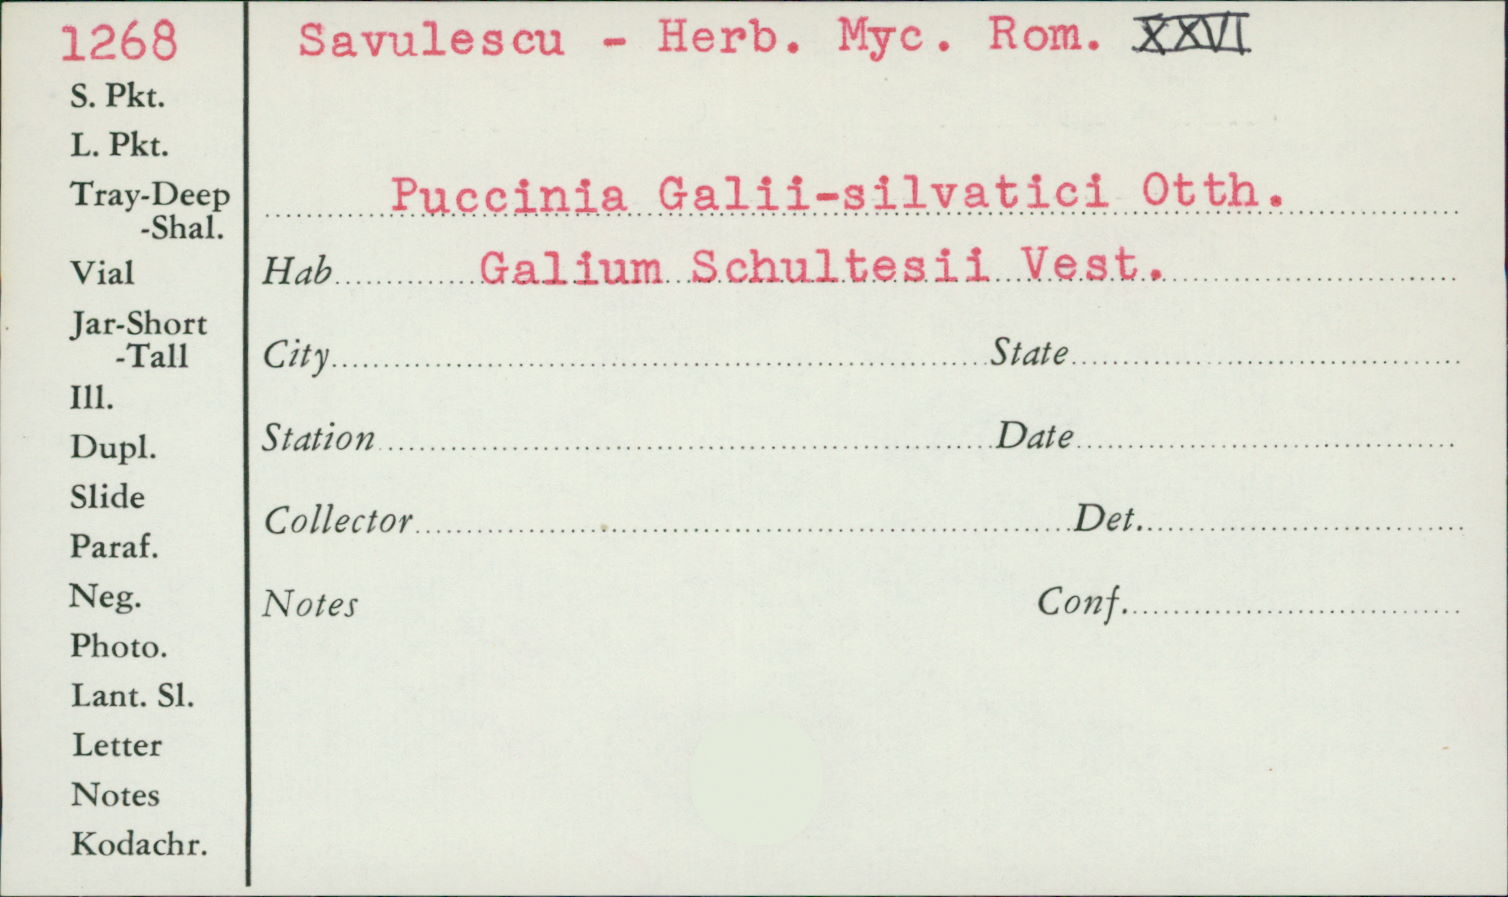 1268
Savulescu - Herb. Myc. Rom. XXVI
S. Pkt.
L. Pkt.
Tray-Deep
-Shal.
Vial
Jar-Short
-Tall
Ill.
Dupl.
Slide
Paraf.
Neg.
Photo.
Lant. Sl.
Letter
Notes
Kodachr.
Puccinia Galii-silvatici Otth.
Hab Galium Schultesii Vest.
City State
Station Date
Collector Det.
Notes Conf.